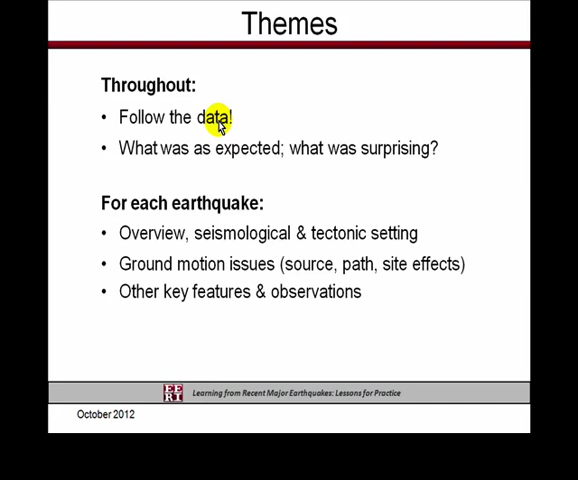 Themes
Throughout:
• Follow the data!
• What was as expected; what was surprising?
For each earthquake:
• Overview, seismological & tectonic setting
• Ground motion issues (source, path, site effects)
• Other key features & observations
EE
RI
Learning from Recent Major Earthquakes: Lessons for Practice
October 2012